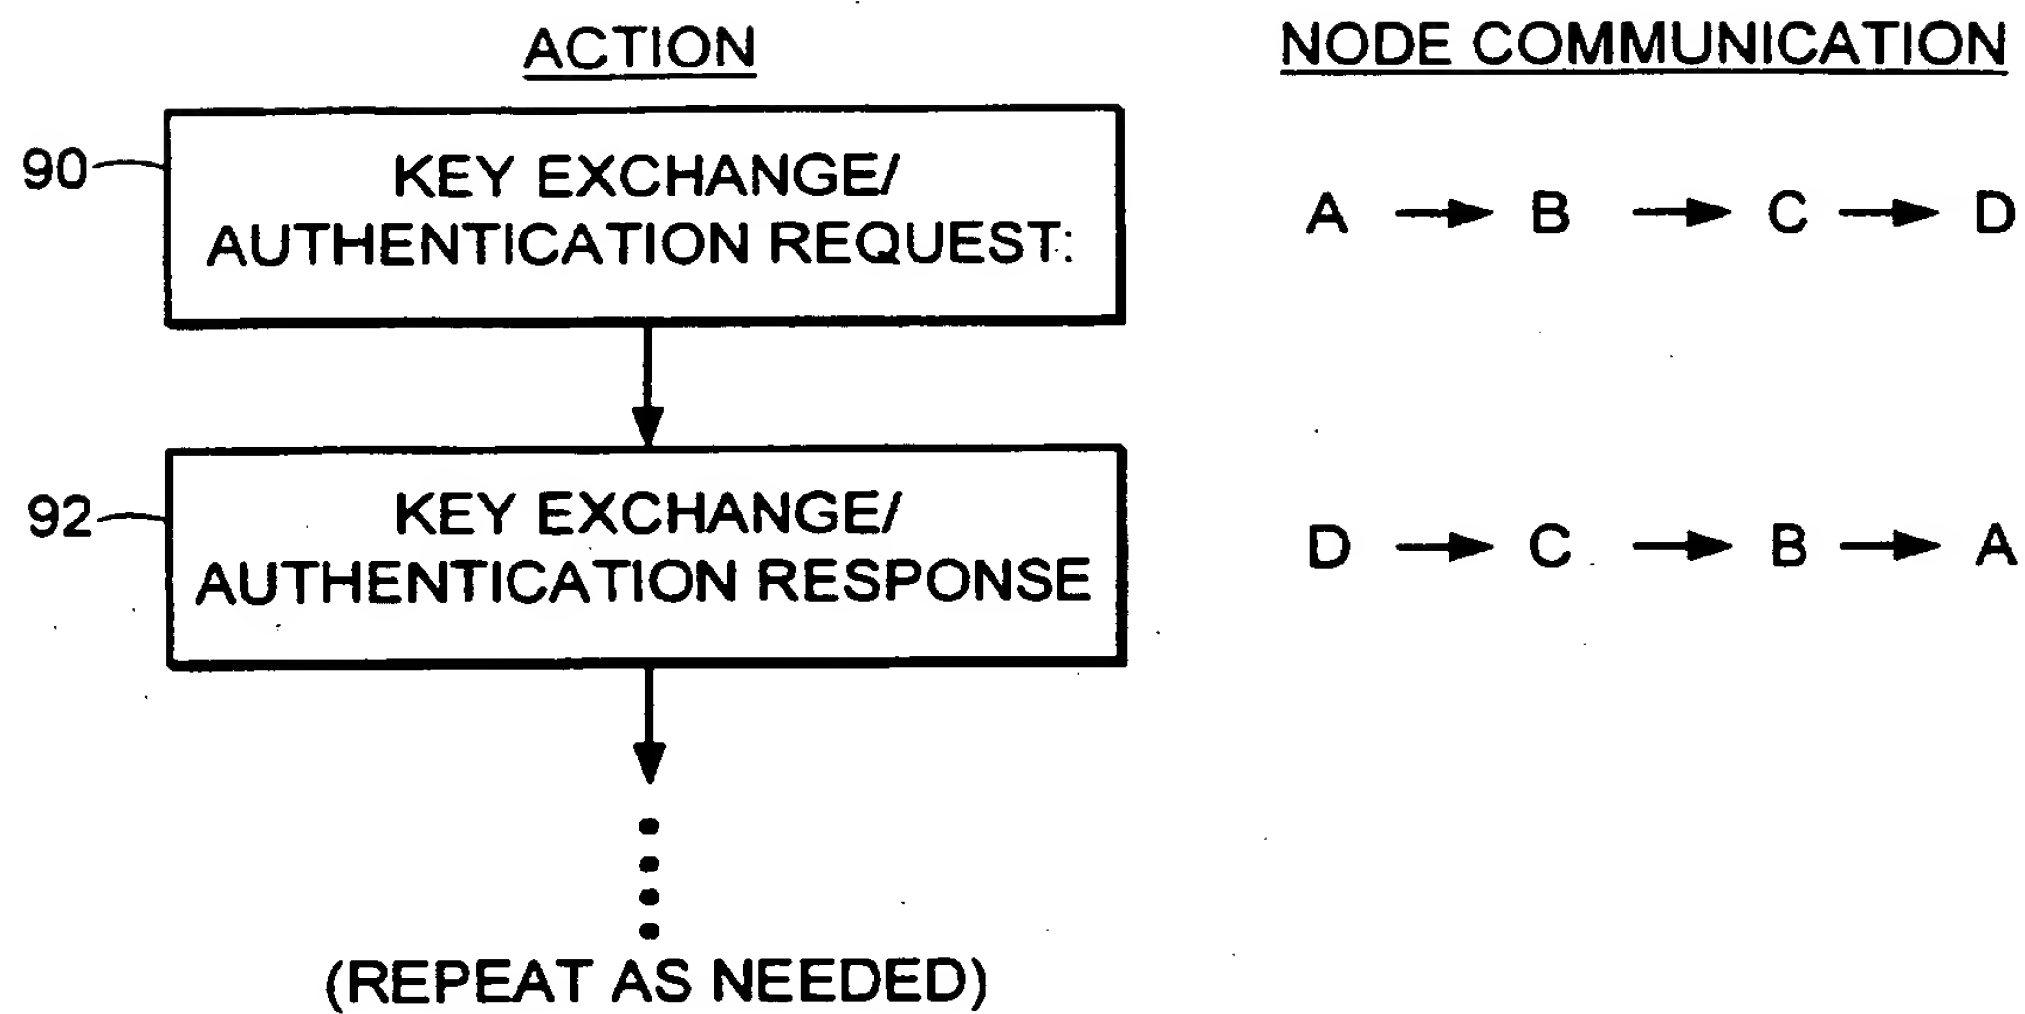 ACTION
NODE COMMUNICATION
90
KEY EXCHANGE/
AUTHENTICATION REQUEST:
A → B → C → D
92
KEY EXCHANGE/
AUTHENTICATION RESPONSE
D → C → B → A
(REPEAT AS NEEDED)